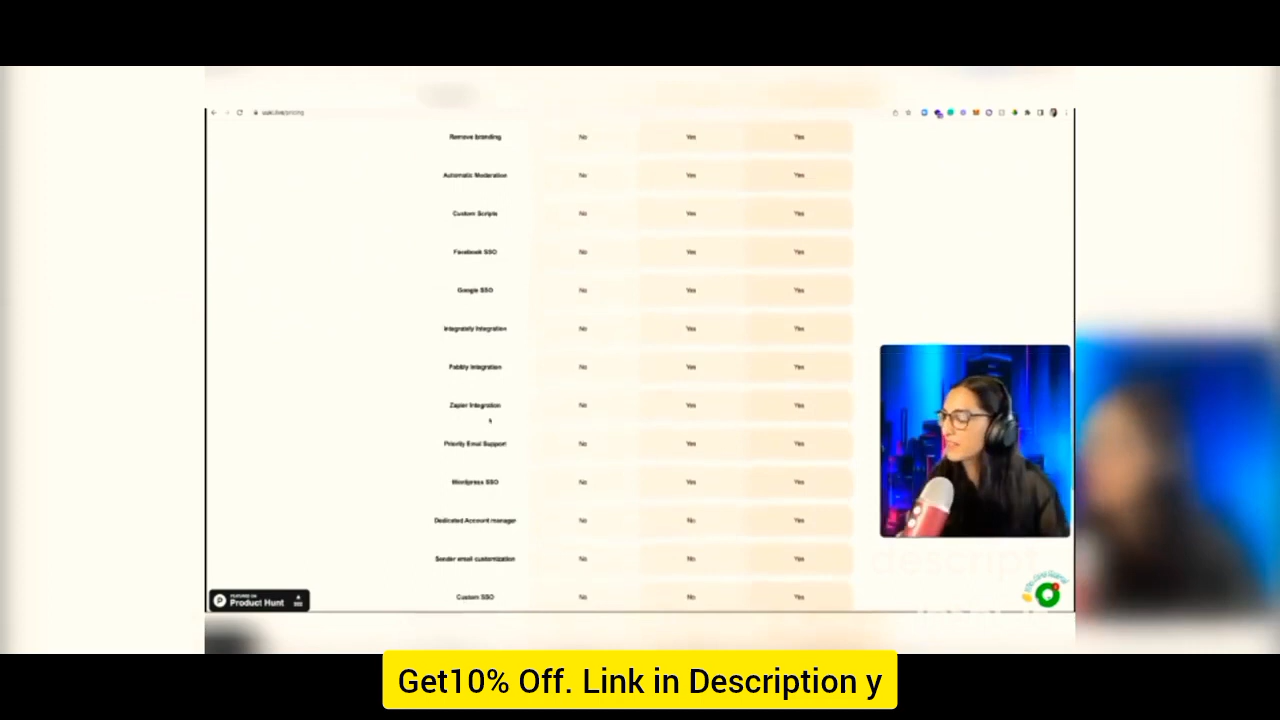 Remove branding No Yes Yes
Automatic Moderation No Yes Yes
Custom Scripts No Yes Yes
Facebook SSO No Yes Yes
Google SSO No Yes Yes
Integrately Integration No Yes Yes
Pabbly Integration No Yes Yes
Zapier Integration No Yes Yes
Priority Email Support No Yes Yes
Wordpress SSO No Yes Yes
Dedicated Account manager No No Yes
Sender email customization No No Yes
descript
Custom SSO No No Yes
FEATURED ON
Product Hunt
Get10% Off. Link in Description y